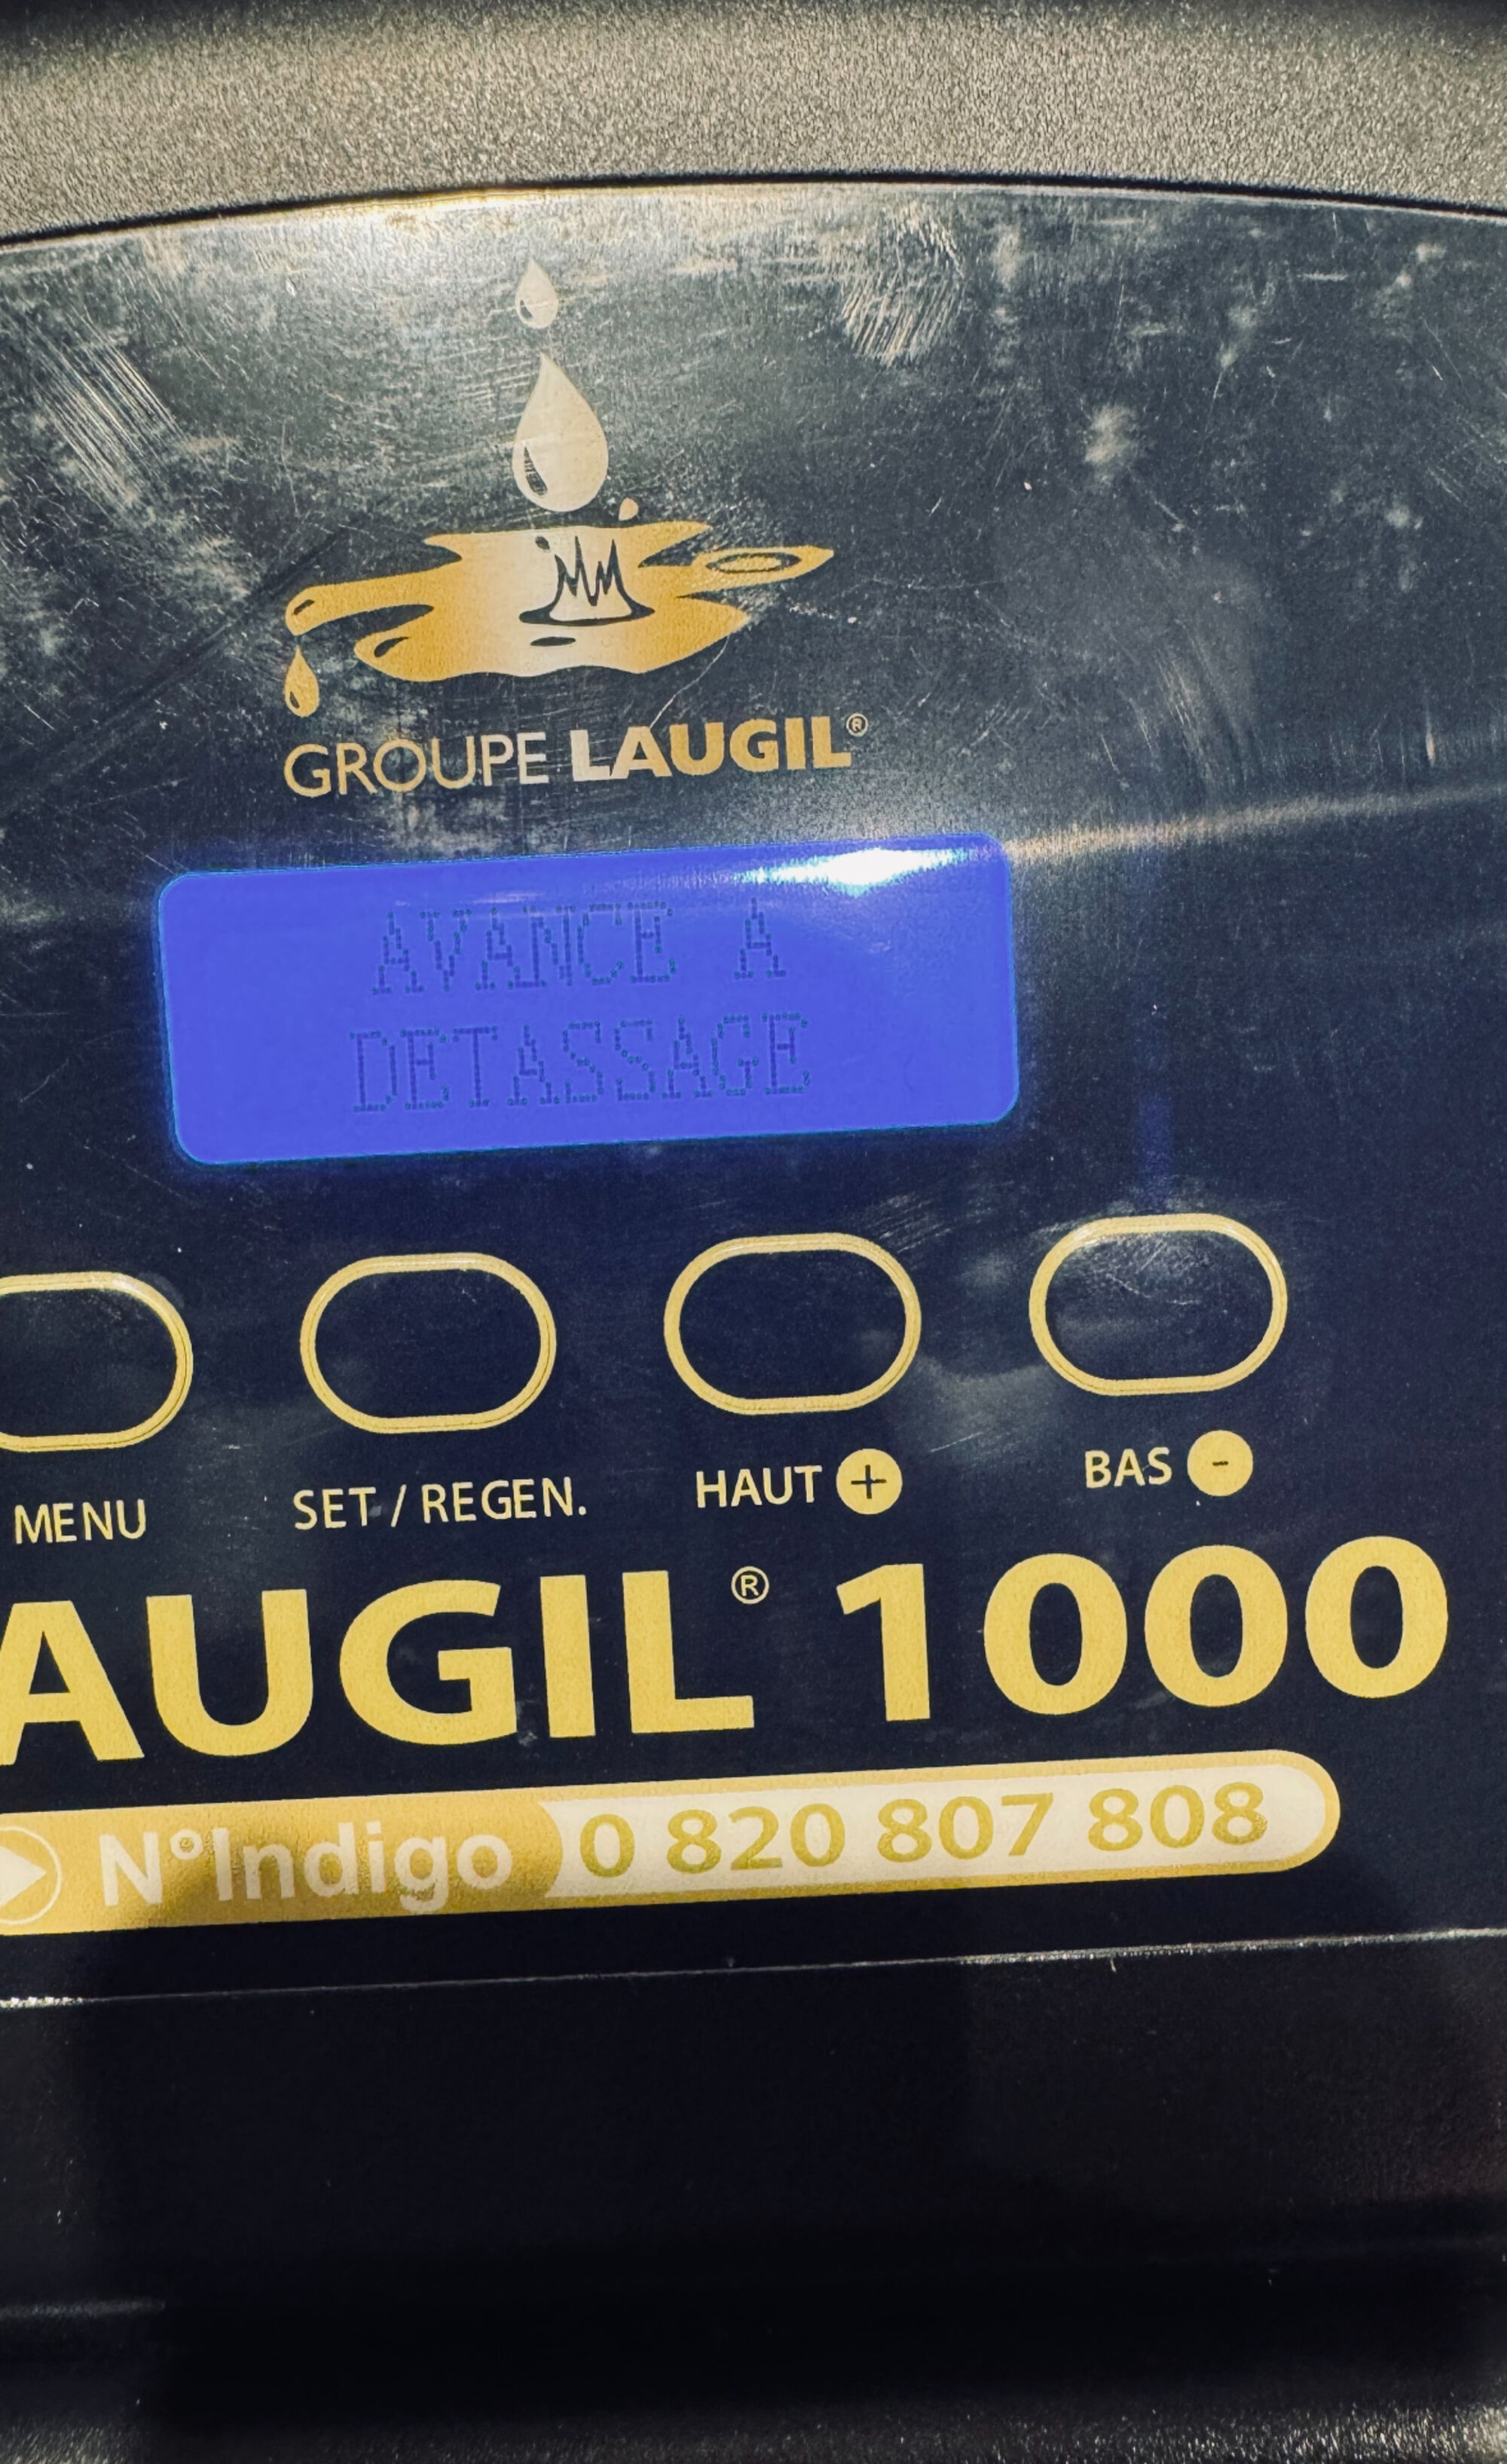 GROUPE LAUGIL®
AVANCE A
DETASSAGE
MENU
SET / REGEN.
HAUT +
BAS -
AUGIL® 1000
N°Indigo 0 820 807 808